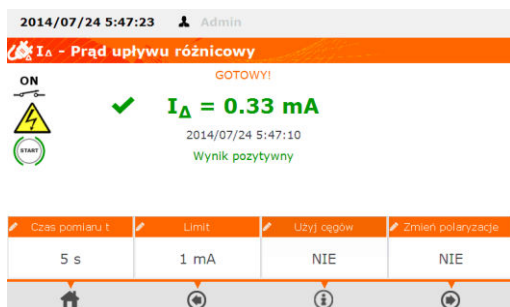 2014/07/24 5:47:23 Admin
IΔ - Prąd upływu różnicowy
GOTOWY!
ON
IΔ = 0.33 mA
START
2014/07/24 5:47:10
Wynik pozytywny
Czas pomiaru t Limit Użyj cęgów Zmień polaryzacje
5 s 1 mA NIE NIE